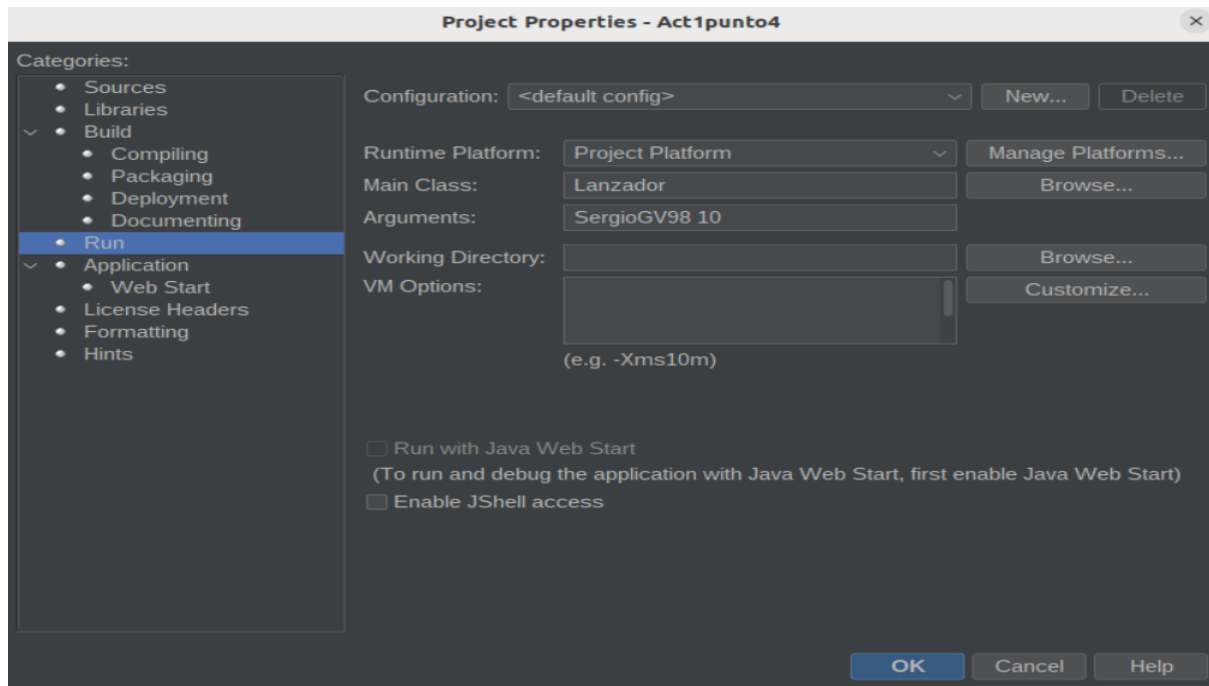 Project Properties - Act1punto4
Categories:
Sources
Libraries
Build
Compiling
Packaging
Deployment
Documenting
Run
Application
Web Start
License Headers
Formatting
Hints
Configuration: <default config> New... Delete
Runtime Platform: Project Platform Manage Platforms...
Main Class: Lanzador Browse...
Arguments: SergioGV98 10
Working Directory: Browse...
VM Options: Customize...
(e.g. -Xms10m)
Run with Java Web Start
(To run and debug the application with Java Web Start, first enable Java Web Start)
Enable JShell access
OK Cancel Help